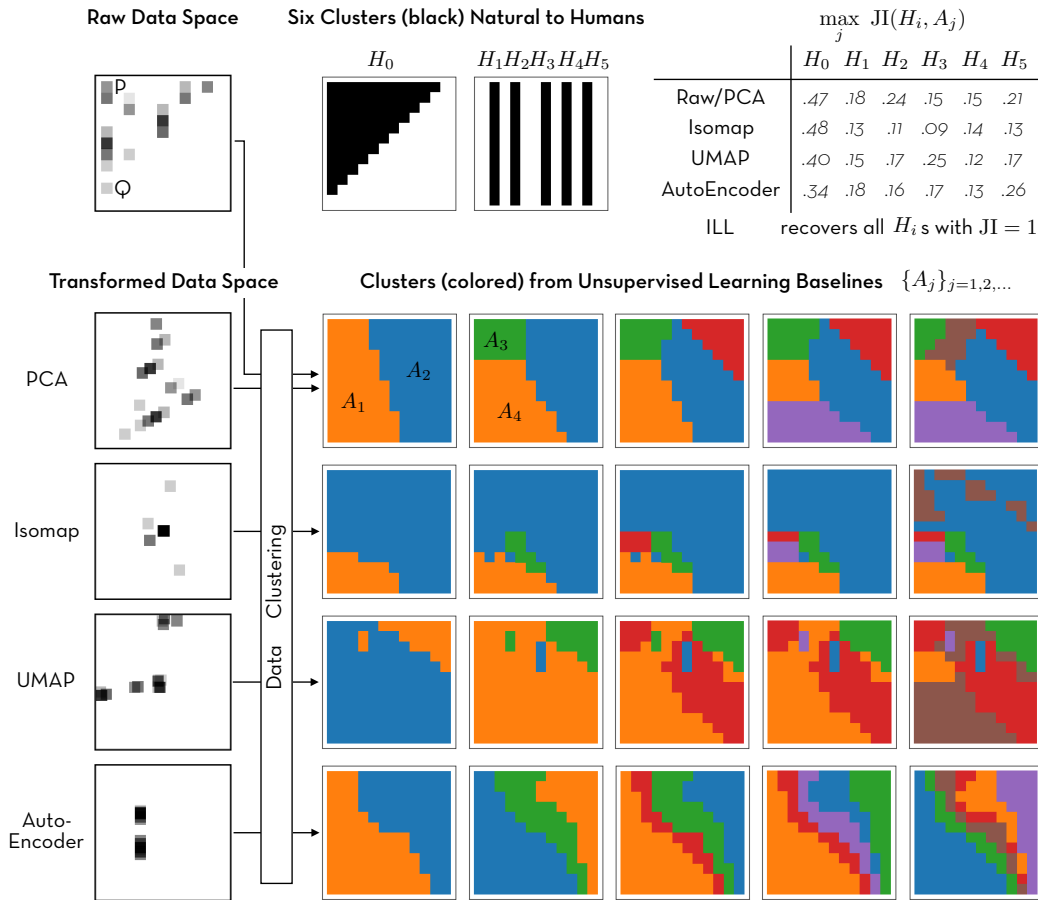 Raw Data Space
P
Q
Six Clusters (black) Natural to Humans
H_0
H_1 H_2 H_3 H_4 H_5
max_j JI(H_i, A_j)
H_0 H_1 H_2 H_3 H_4 H_5
Raw/PCA .47 .18 .24 .15 .15 .21
Isomap .48 .13 .11 .09 .14 .13
UMAP .40 .15 .17 .25 .12 .17
AutoEncoder .34 .18 .16 .17 .13 .26
ILL recovers all H_i s with JI = 1
Transformed Data Space
Clusters (colored) from Unsupervised Learning Baselines {A_j}_{j=1,2,...}
PCA
Isomap
UMAP
Auto-
Encoder
Data Clustering
A_1
A_2
A_3
A_4